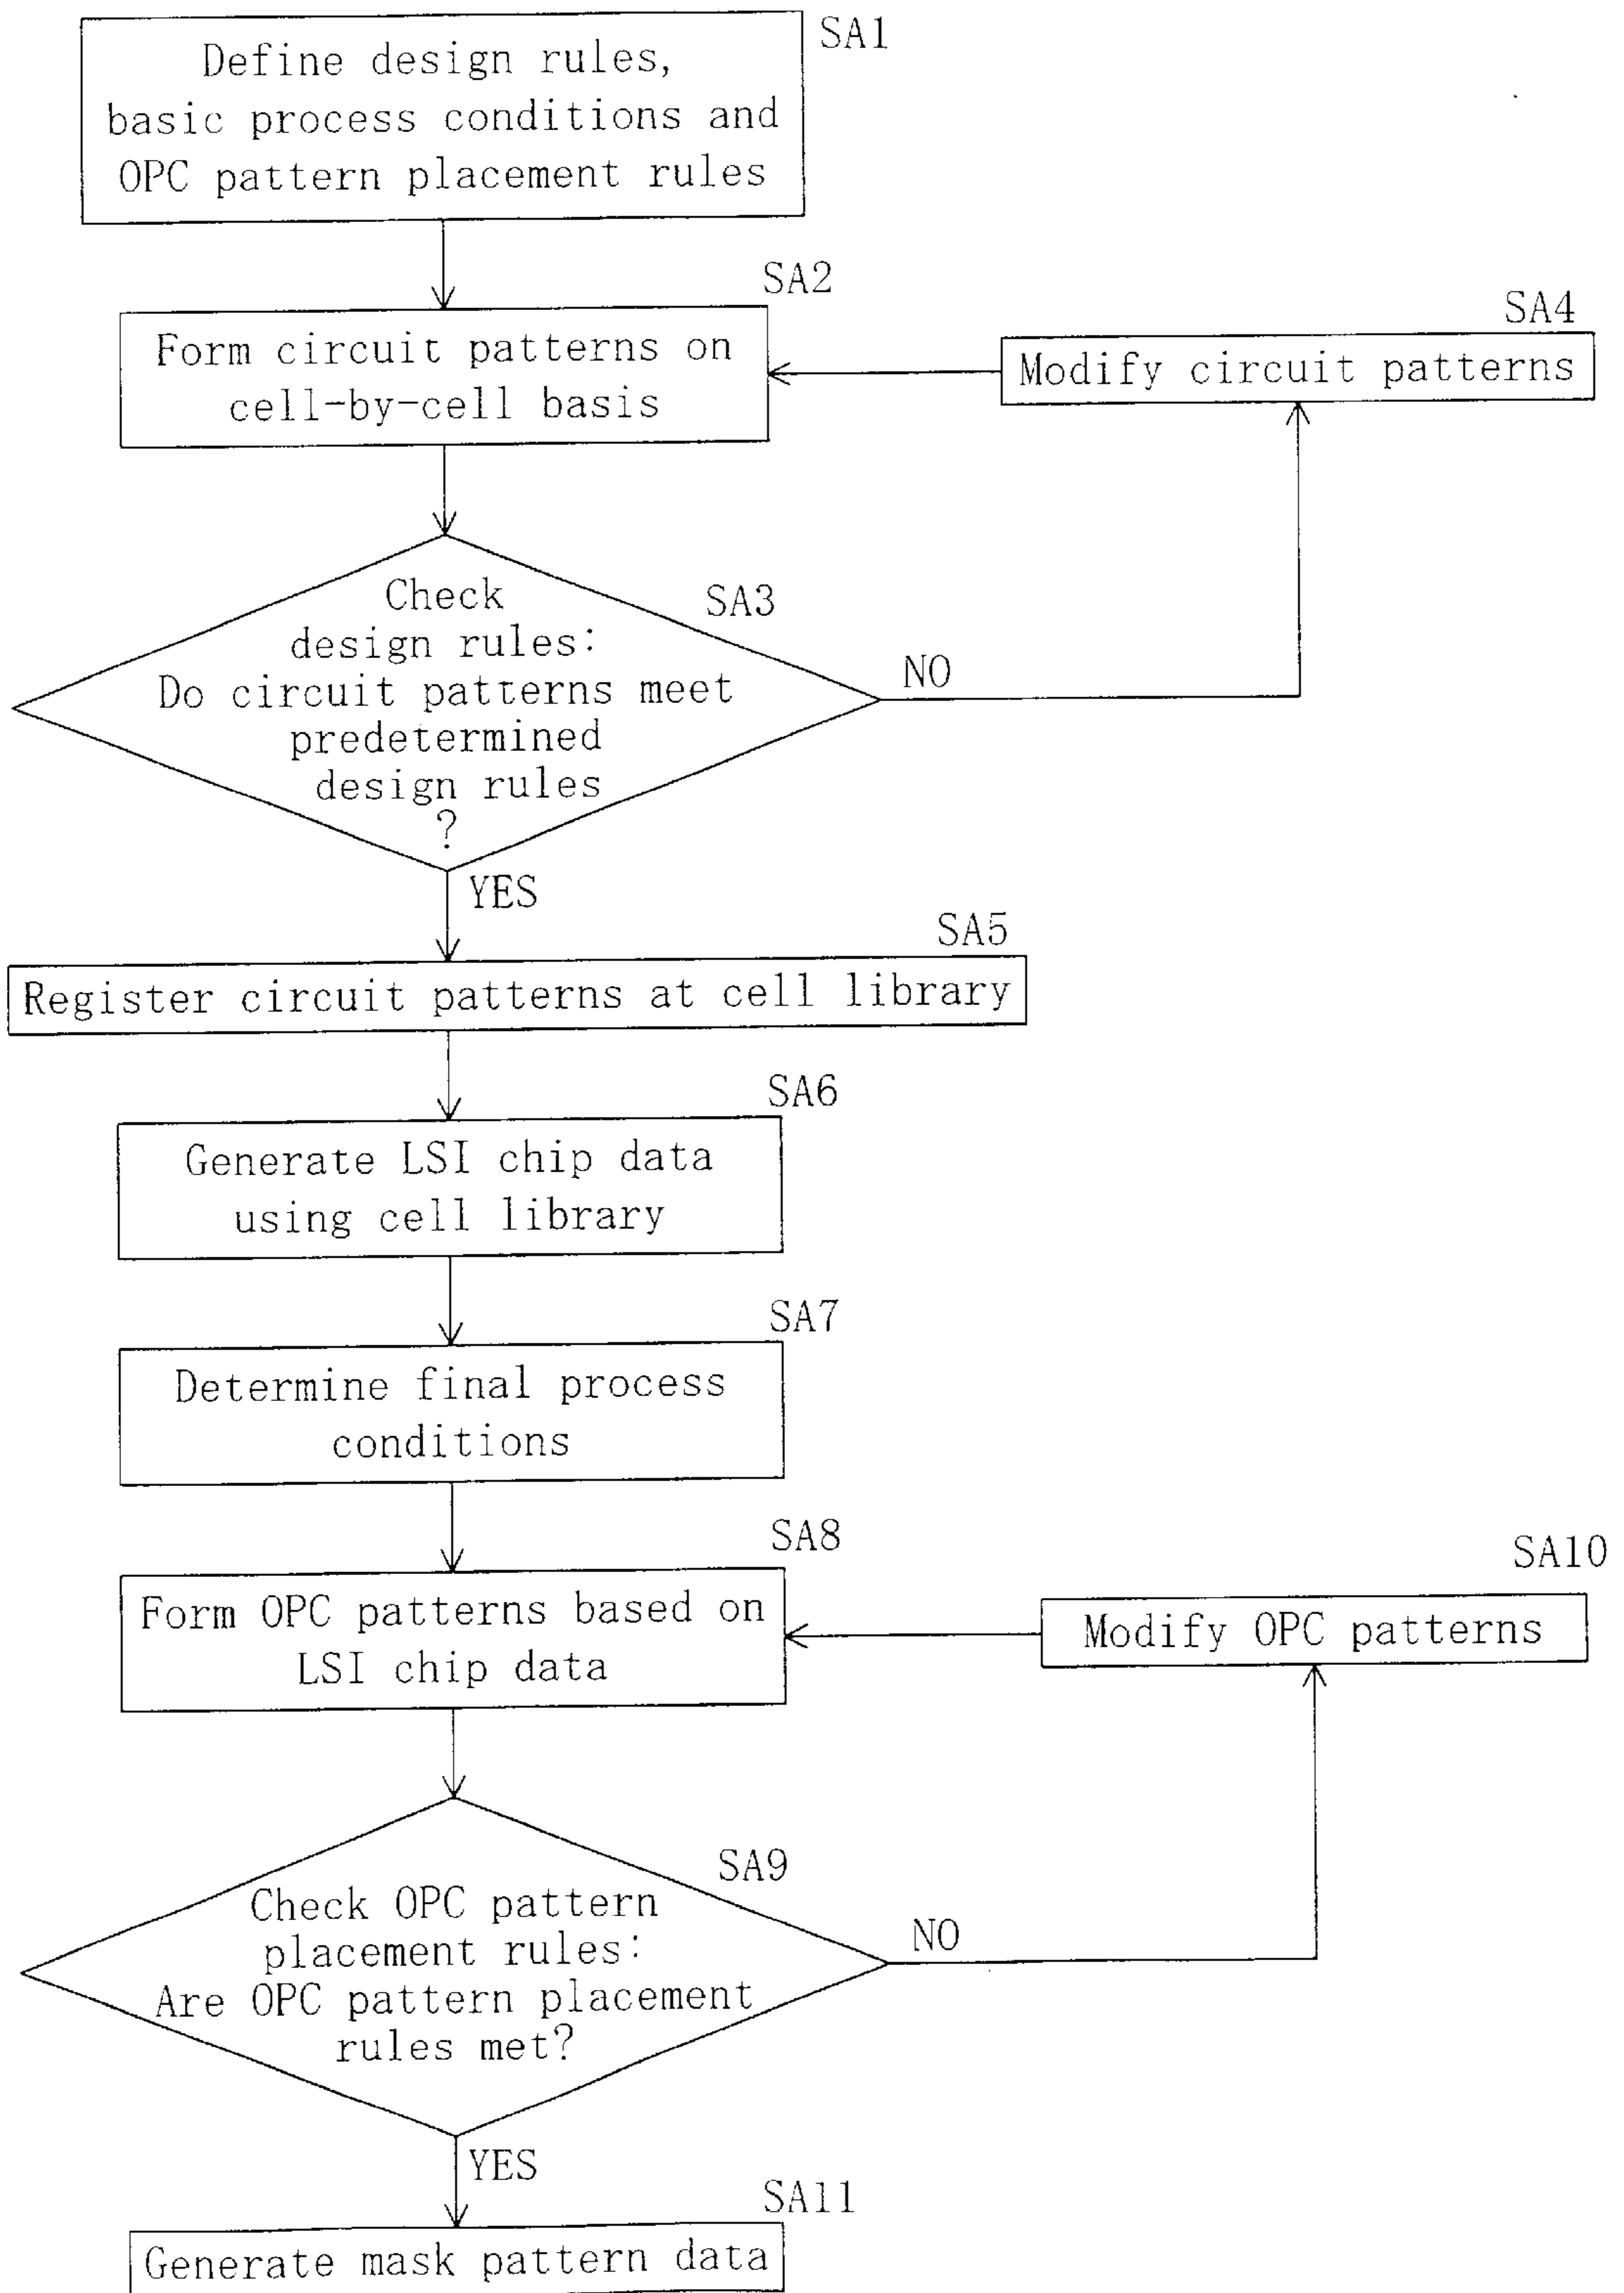 SA1
Define design rules,
basic process conditions and
OPC pattern placement rules
SA2
Form circuit patterns on
cell-by-cell basis
SA4
Modify circuit patterns
SA3
Check
design rules:
Do circuit patterns meet
predetermined
design rules
?
NO
YES
SA5
Register circuit patterns at cell library
SA6
Generate LSI chip data
using cell library
SA7
Determine final process
conditions
SA8
Form OPC patterns based on
LSI chip data
SA10
Modify OPC patterns
SA9
Check OPC pattern
placement rules:
Are OPC pattern placement
rules met?
NO
YES
SA11
Generate mask pattern data